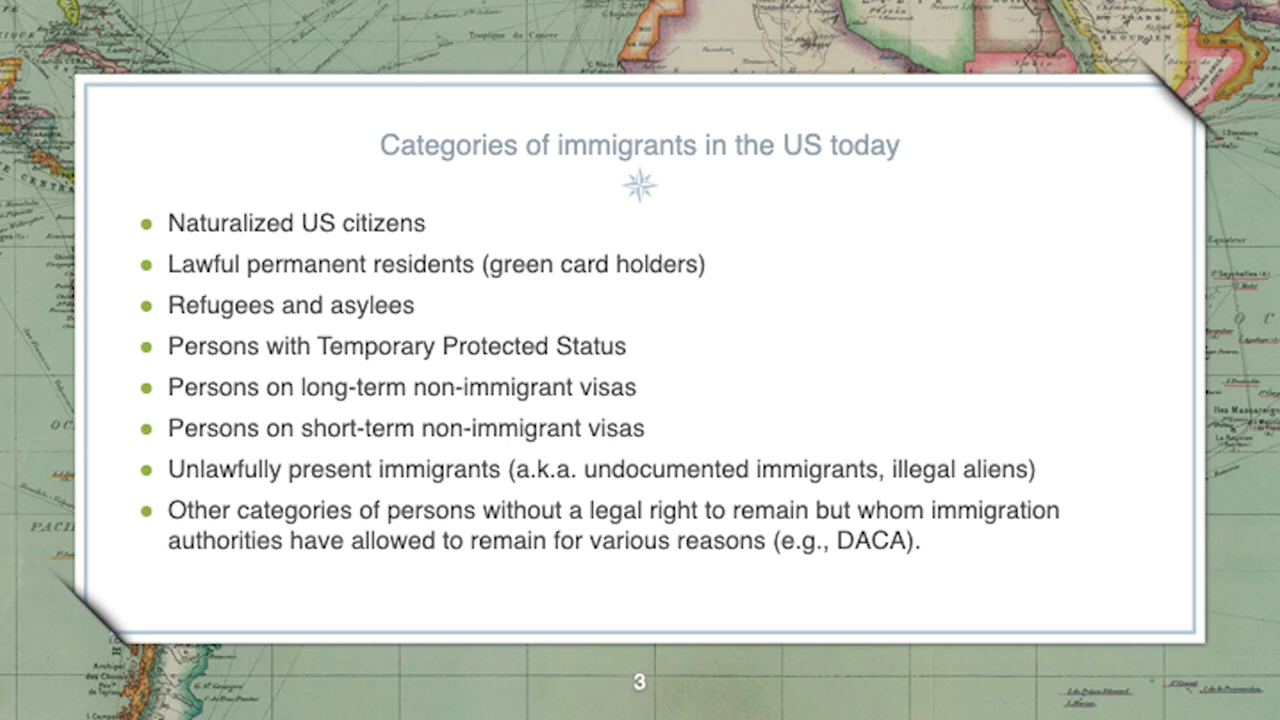 Tropique du Cancer
Categories of immigrants in the US today
Naturalized US citizens
Lawful permanent residents (green card holders)
Refugees and asylees
Persons with Temporary Protected Status
Persons on long-term non-immigrant visas
Persons on short-term non-immigrant visas
Unlawfully present immigrants (a.k.a. undocumented immigrants, illegal aliens)
Other categories of persons without a legal right to remain but whom immigration
authorities have allowed to remain for various reasons (e.g., DACA).
3